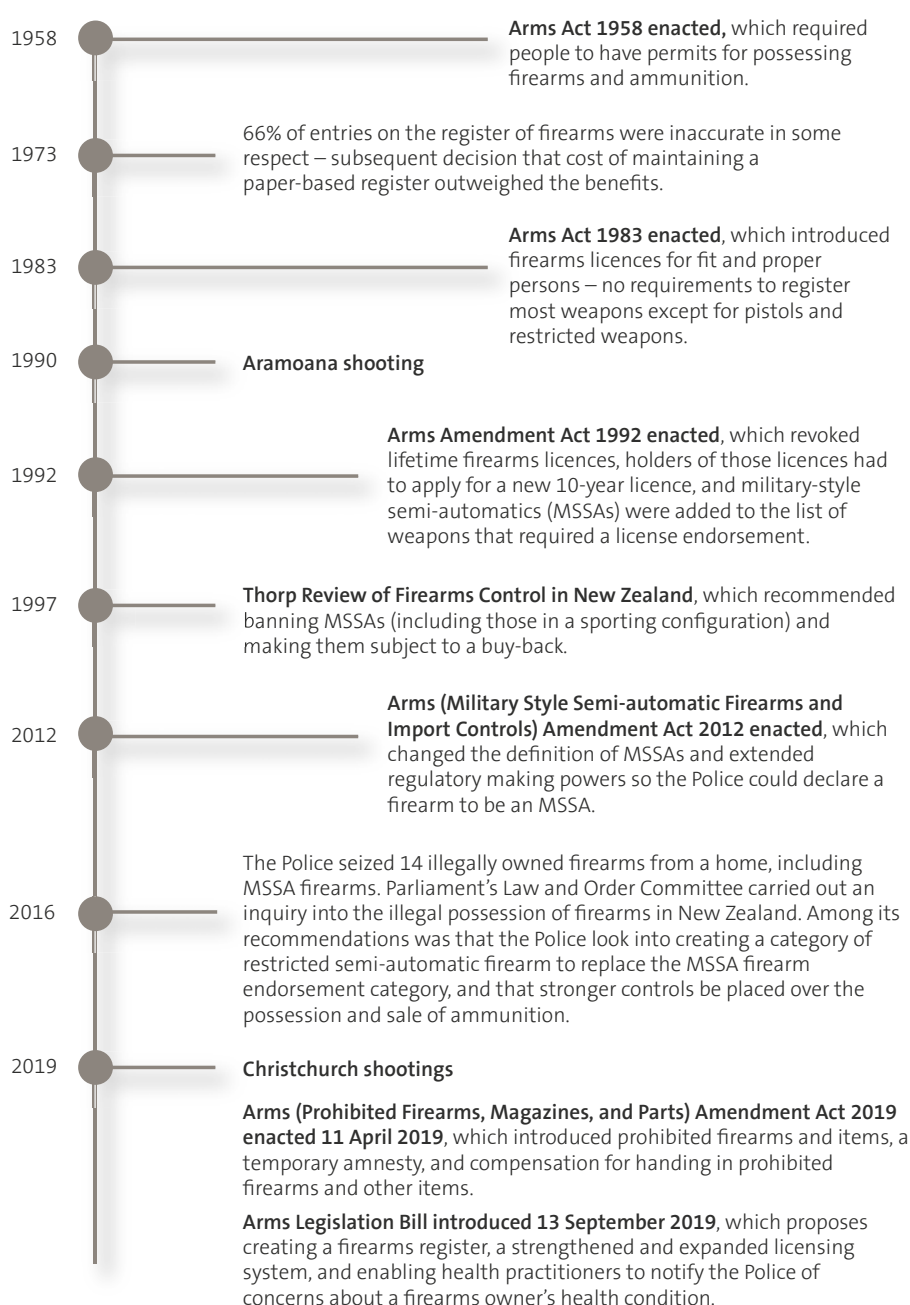 1958
Arms Act 1958 enacted, which required
people to have permits for possessing
firearms and ammunition.
1973
66% of entries on the register of firearms were inaccurate in some
respect – subsequent decision that cost of maintaining a
paper-based register outweighed the benefits.
1983
Arms Act 1983 enacted, which introduced
firearms licences for fit and proper
persons – no requirements to register
most weapons except for pistols and
restricted weapons.
1990
Aramoana shooting
1992
Arms Amendment Act 1992 enacted, which revoked
lifetime firearms licences, holders of those licences had
to apply for a new 10-year licence, and military-style
semi-automatics (MSSAs) were added to the list of
weapons that required a license endorsement.
1997
Thorp Review of Firearms Control in New Zealand, which recommended
banning MSSAs (including those in a sporting configuration) and
making them subject to a buy-back.
2012
Arms (Military Style Semi-automatic Firearms and
Import Controls) Amendment Act 2012 enacted, which
changed the definition of MSSAs and extended
regulatory making powers so the Police could declare a
firearm to be an MSSA.
2016
The Police seized 14 illegally owned firearms from a home, including
MSSA firearms. Parliament's Law and Order Committee carried out an
inquiry into the illegal possession of firearms in New Zealand. Among its
recommendations was that the Police look into creating a category of
restricted semi-automatic firearm to replace the MSSA firearm
endorsement category, and that stronger controls be placed over the
possession and sale of ammunition.
2019
Christchurch shootings
Arms (Prohibited Firearms, Magazines, and Parts) Amendment Act 2019
enacted 11 April 2019, which introduced prohibited firearms and items, a
temporary amnesty, and compensation for handing in prohibited
firearms and other items.
Arms Legislation Bill introduced 13 September 2019, which proposes
creating a firearms register, a strengthened and expanded licensing
system, and enabling health practitioners to notify the Police of
concerns about a firearms owner's health condition.